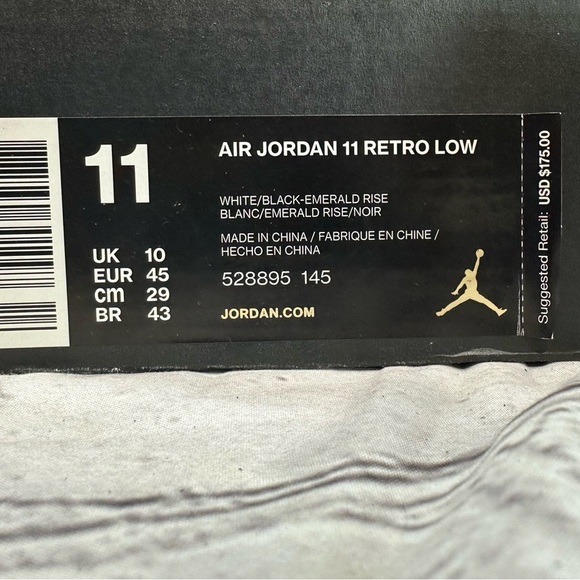 11
UK 10
EUR 45
cm 29
BR 43
AIR JORDAN 11 RETRO LOW
WHITE/BLACK-EMERALD RISE
BLANC/EMERALD RISE/NOIR
MADE IN CHINA / FABRIQUE EN CHINE /
HECHO EN CHINA
528895 145
JORDAN.COM
Suggested Retail: USD $175.00